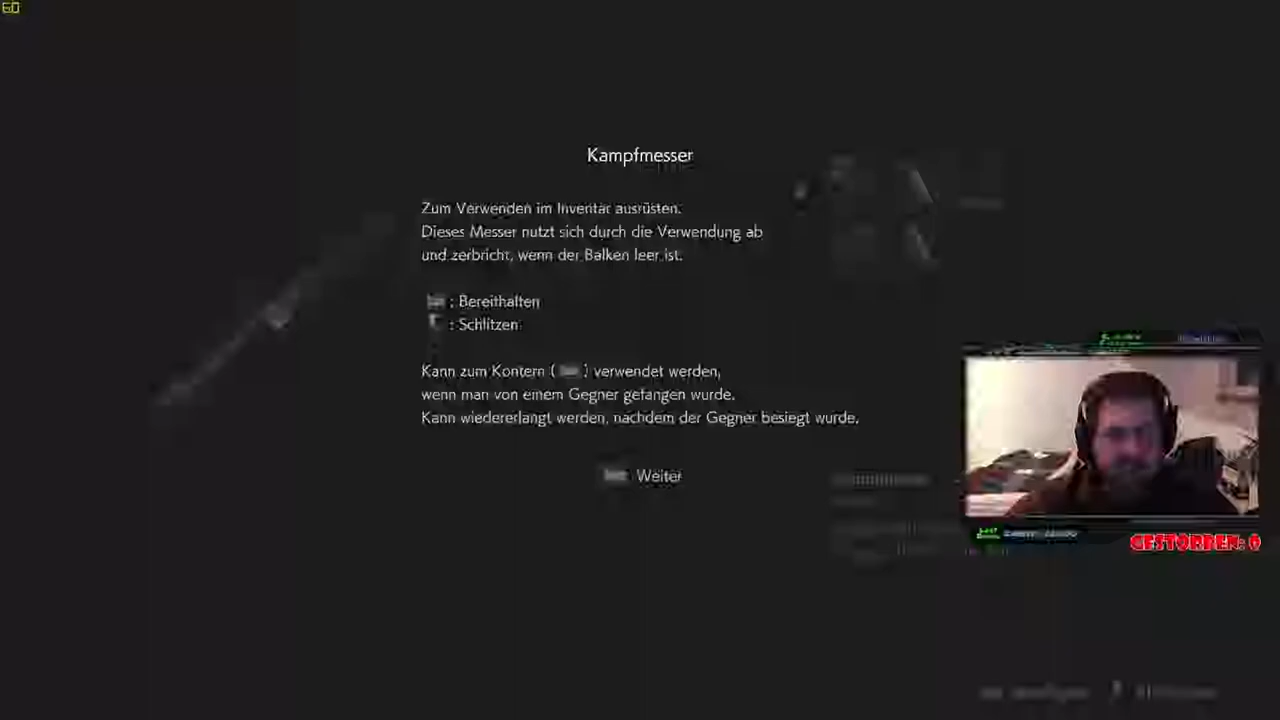 60
Kampfmesser
Zum Verwenden im Inventar ausrüsten.
Dieses Messer nutzt sich durch die Verwendung ab
und zerbricht, wenn der Balken leer ist.
: Bereithalten
: Schlitzen
Kann zum Kontern ( ) verwendet werden,
wenn man von einem Gegner gefangen wurde.
Kann wiedererlangt werden, nachdem der Gegner besiegt wurde.
Weiter
GESTORBEN: 0